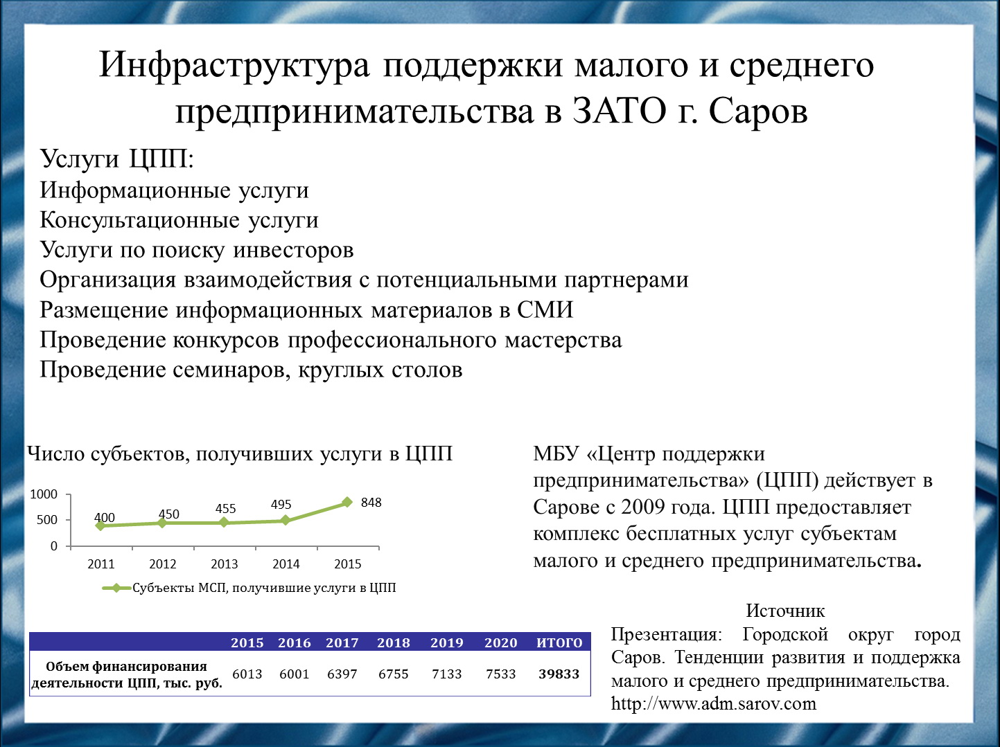 Инфраструктура поддержки малого и среднего
предпринимательства в ЗАТО г. Саров
Услуги ЦПП:
Информационные услуги
Консультационные услуги
Услуги по поиску инвесторов
Организация взаимодействия с потенциальными партнерами
Размещение информационных материалов в СМИ
Проведение конкурсов профессионального мастерства
Проведение семинаров, круглых столов
Число субъектов, получивших услуги в ЦПП
1000
500
0
400
450
455
495
848
2011 2012 2013 2014 2015
Субъекты МСП, получившие услуги в ЦПП
МБУ «Центр поддержки
предпринимательства» (ЦПП) действует в
Сарове с 2009 года. ЦПП предоставляет
комплекс бесплатных услуг субъектам
малого и среднего предпринимательства.
2015 2016 2017 2018 2019 2020 ИТОГО
Объем финансирования
деятельности ЦПП, тыс. руб.
6013 6001 6397 6755 7133 7533 39833
Источник
Презентация: Городской округ город
Саров. Тенденции развития и поддержка
малого и среднего предпринимательства.
http://www.adm.sarov.com